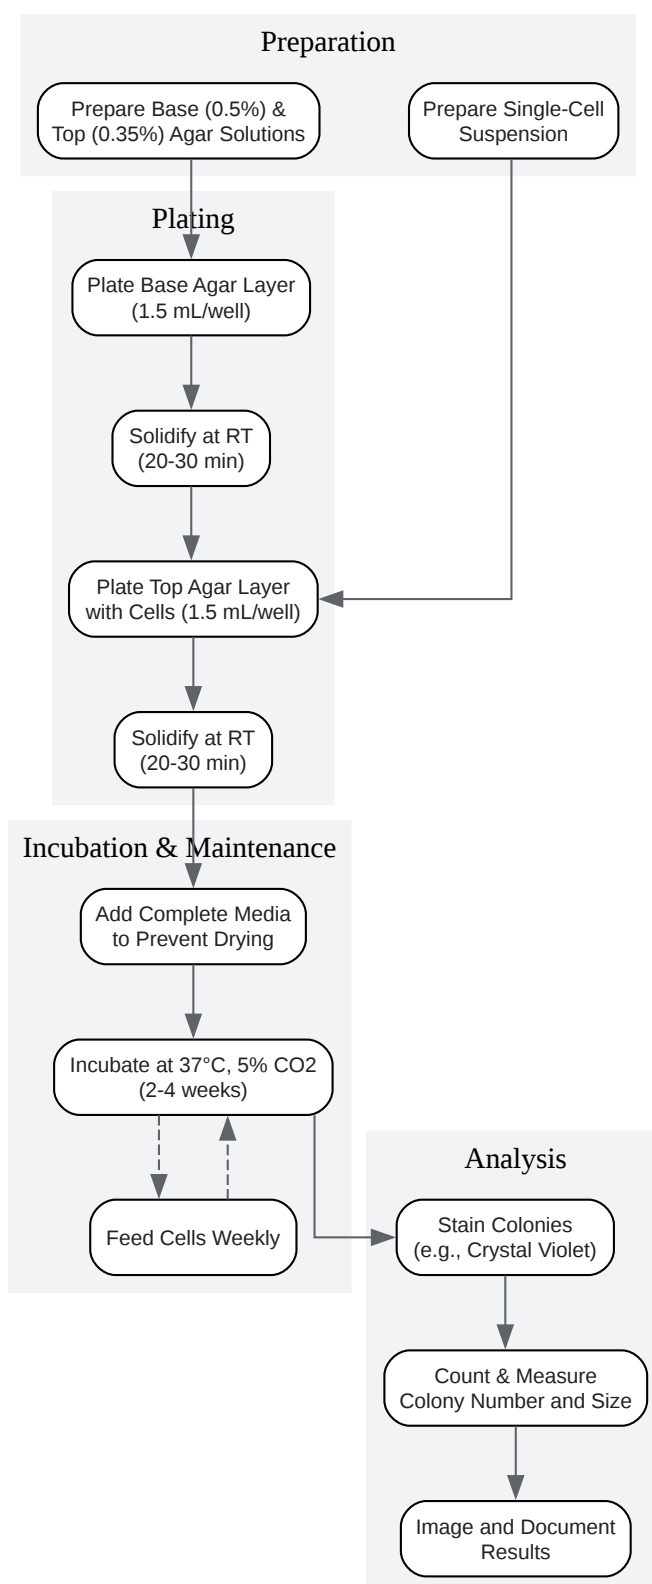 Preparation
Prepare Base (0.5%) &
Top (0.35%) Agar Solutions
Prepare Single-Cell
Suspension
Plating
Plate Base Agar Layer
(1.5 mL/well)
Solidify at RT
(20-30 min)
Plate Top Agar Layer
with Cells (1.5 mL/well)
Solidify at RT
(20-30 min)
Incubation & Maintenance
Add Complete Media
to Prevent Drying
Incubate at 37°C, 5% CO2
(2-4 weeks)
Feed Cells Weekly
Analysis
Stain Colonies
(e.g., Crystal Violet)
Count & Measure
Colony Number and Size
Image and Document
Results